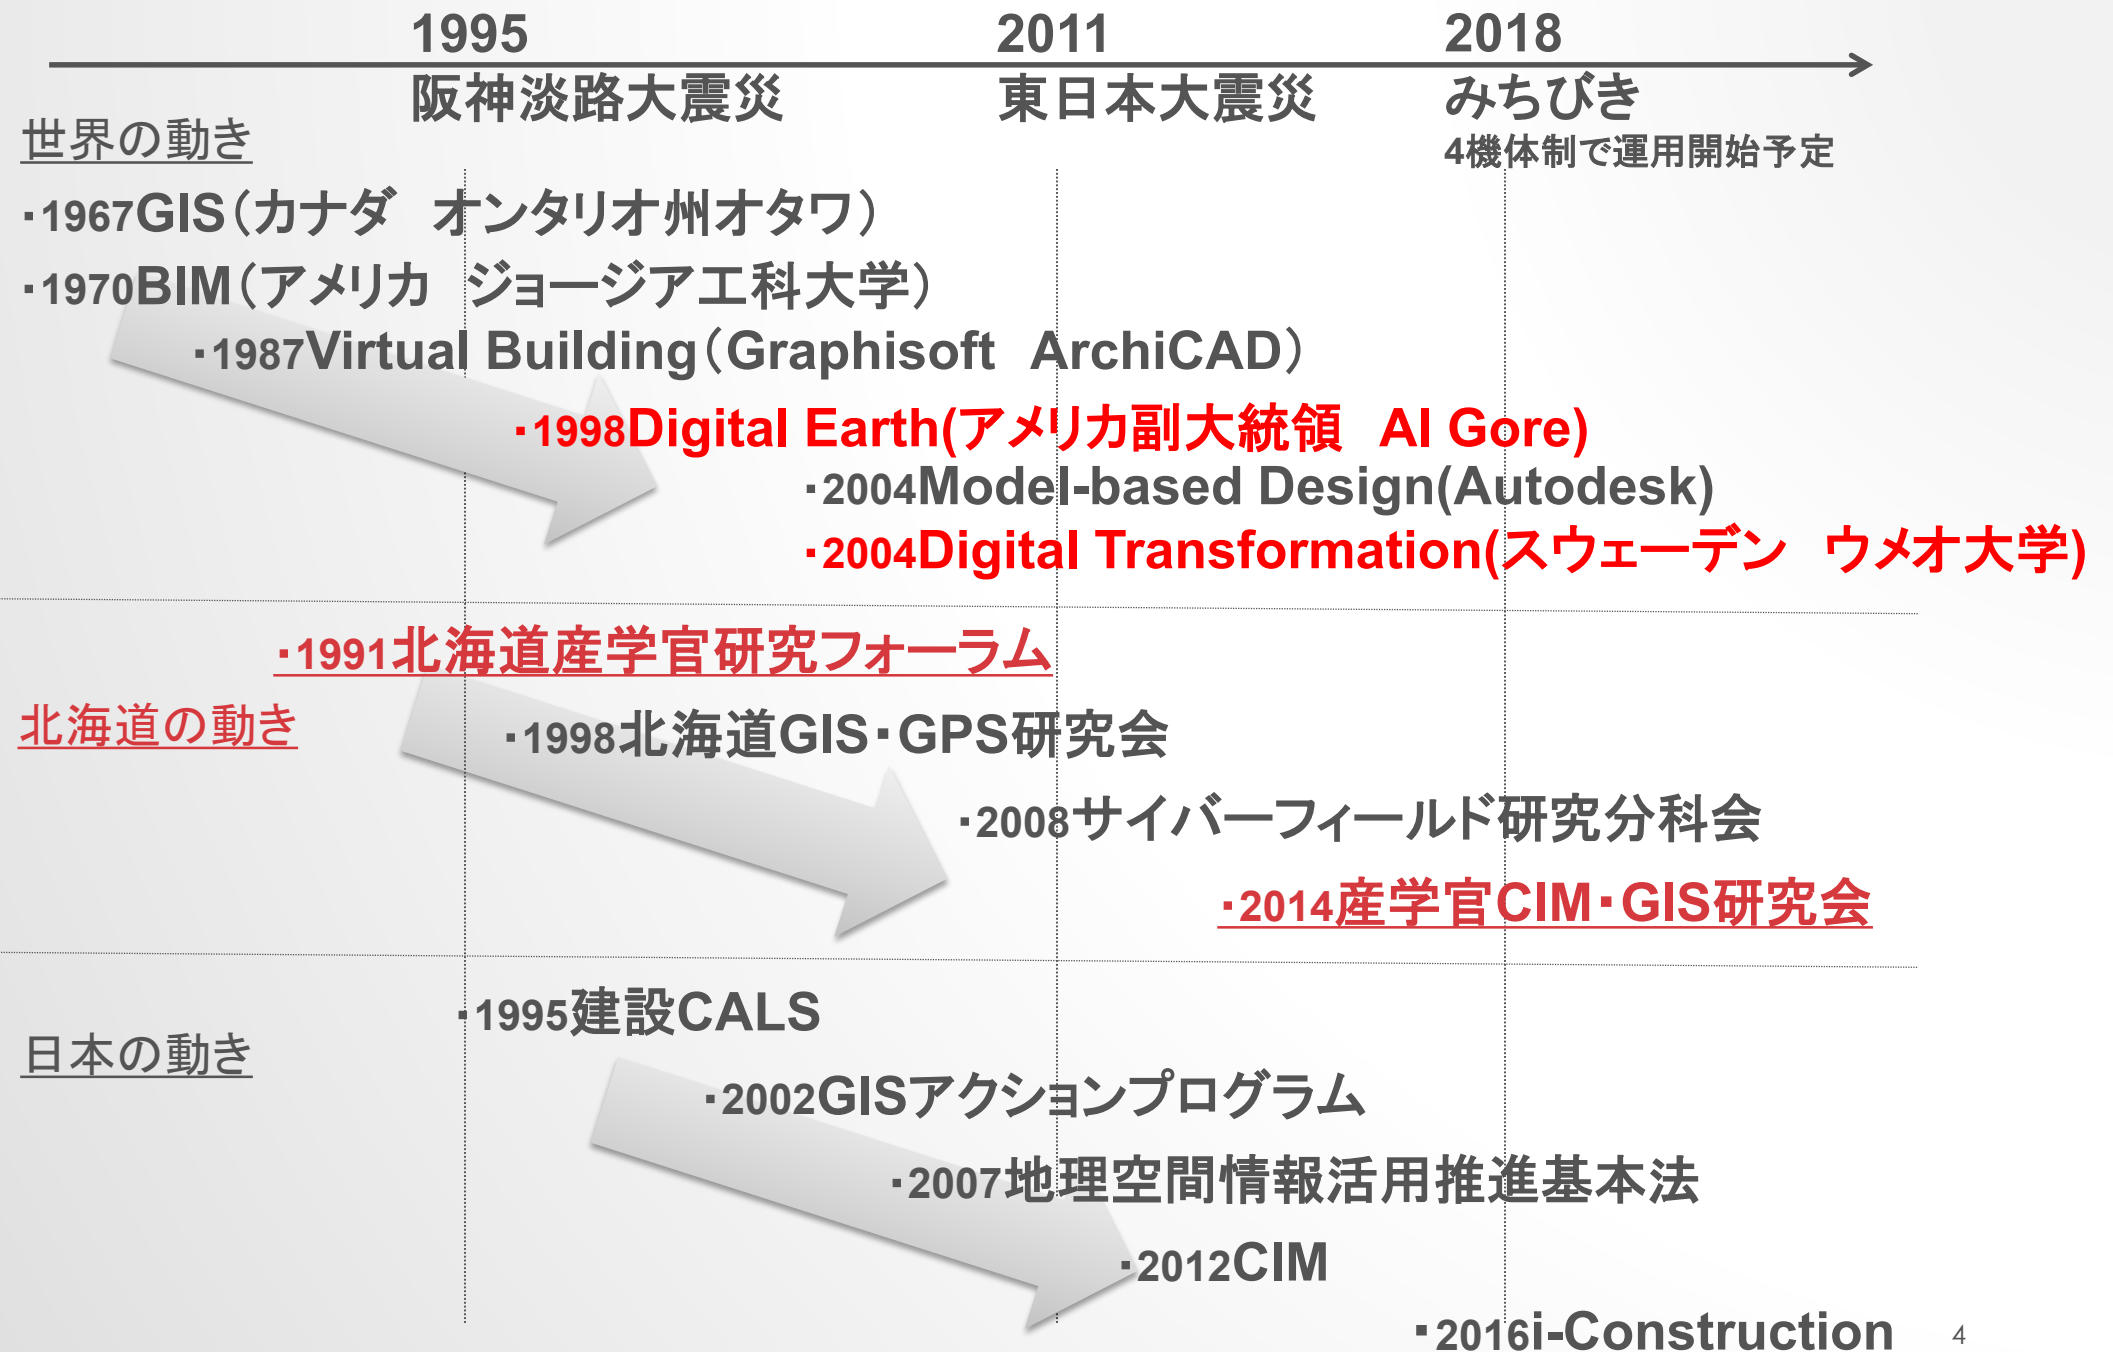 1995 2011 2018
阪神淡路大震災 東日本大震災 みちびき
4機体制で運用開始予定
世界の動き
・1967GIS（カナダ　オンタリオ州オタワ）
・1970BIM（アメリカ　ジョージア工科大学）
・1987Virtual Building（Graphisoft　ArchiCAD）
・1998Digital Earth(アメリカ副大統領　Al Gore)
・2004Model-based Design(Autodesk)
・2004Digital Transformation(スウェーデン　ウメオ大学)
・1991北海道産学官研究フォーラム
北海道の動き
・1998北海道GIS・GPS研究会
・2008サイバーフィールド研究分科会
・2014産学官CIM・GIS研究会
・1995建設CALS
日本の動き
・2002GISアクションプログラム
・2007地理空間情報活用推進基本法
・2012CIM
・2016i-Construction
4